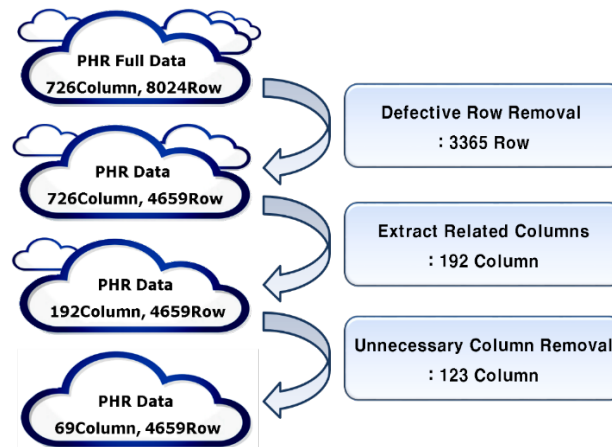 PHR Full Data
726Column, 8024Row
Defective Row Removal
: 3365 Row
PHR Data
726Column, 4659Row
Extract Related Columns
: 192 Column
PHR Data
192Column, 4659Row
Unnecessary Column Removal
: 123 Column
PHR Data
69Column, 4659Row